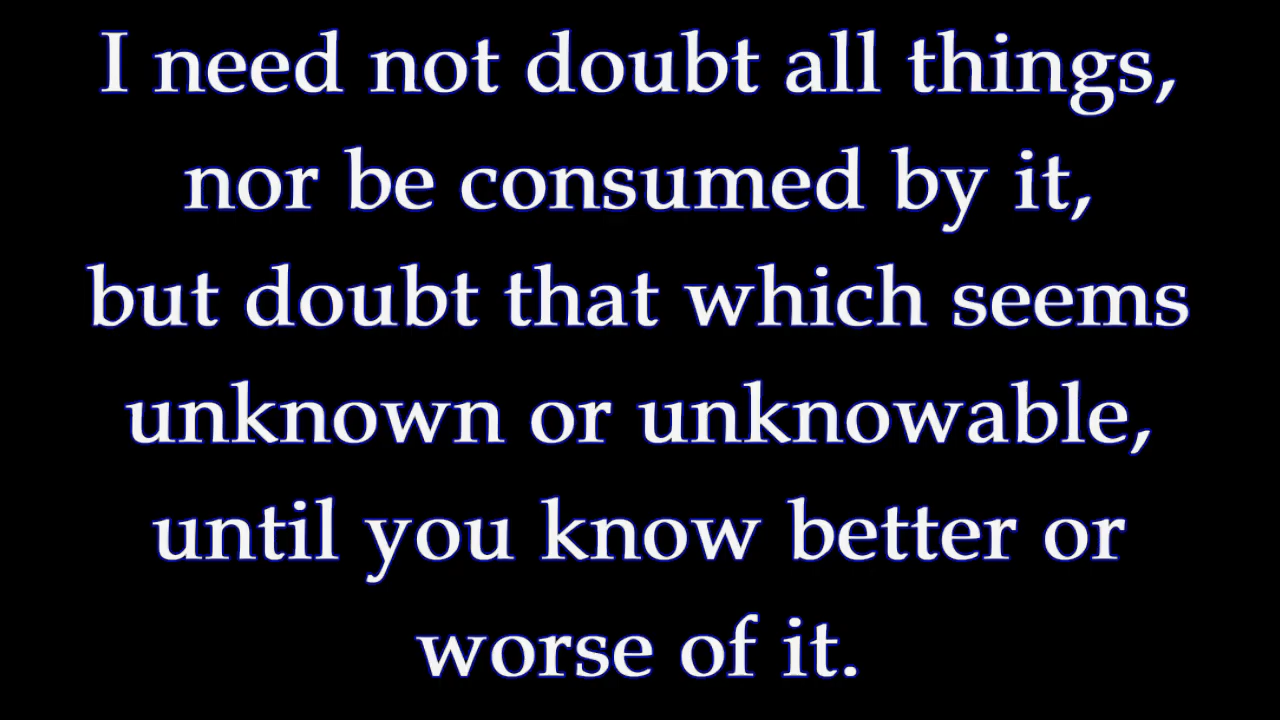 I need not doubt all things,
nor be consumed by it,
but doubt that which seems
unknown or unknowable,
until you know better or
worse of it.